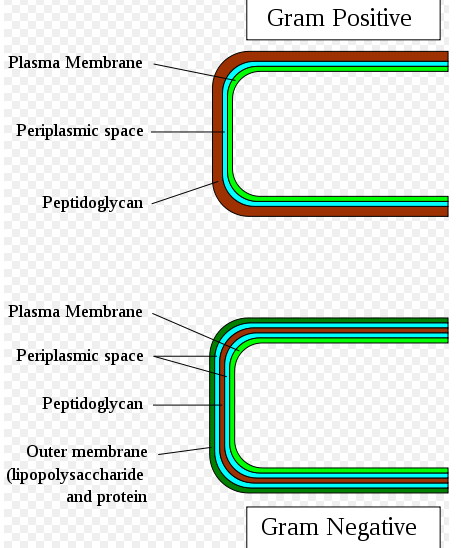 Gram Positive
Plasma Membrane
Periplasmic space
Peptidoglycan
Plasma Membrane
Periplasmic space
Peptidoglycan
Outer membrane
(lipopolysaccharide
and protein
Gram Negative